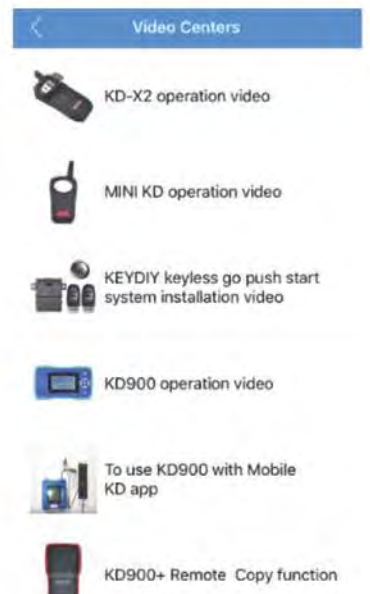 Video Centers
KD-X2 operation video
MINI KD operation video
KEYDIY keyless go push start
system installation video
KD900 operation video
To use KD900 with Mobile
KD app
KD900+ Remote Copy function